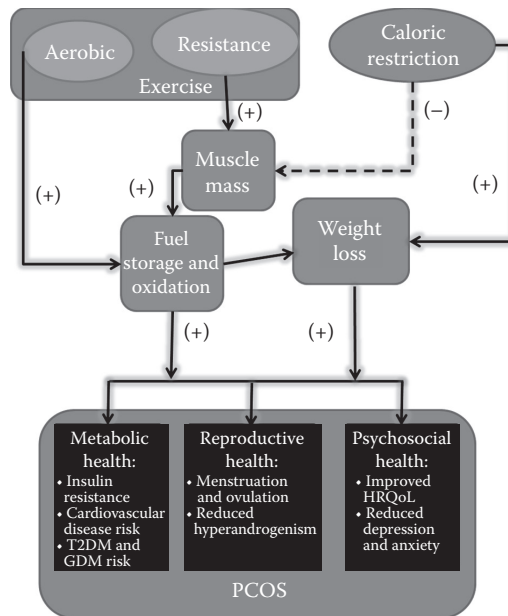 Aerobic
Resistance
Exercise
Caloric
restriction
(+)
(−)
Muscle
mass
(+)
(+)
(+)
Fuel
storage and
oxidation
Weight
loss
(+)
(+)
Metabolic
health:
• Insulin
resistance
• Cardiovascular
disease risk
• T2DM and
GDM risk
Reproductive
health:
• Menstruation
and ovulation
• Reduced
hyperandrogenism
Psychosocial
health:
• Improved
HRQoL
• Reduced
depression
and anxiety
PCOS